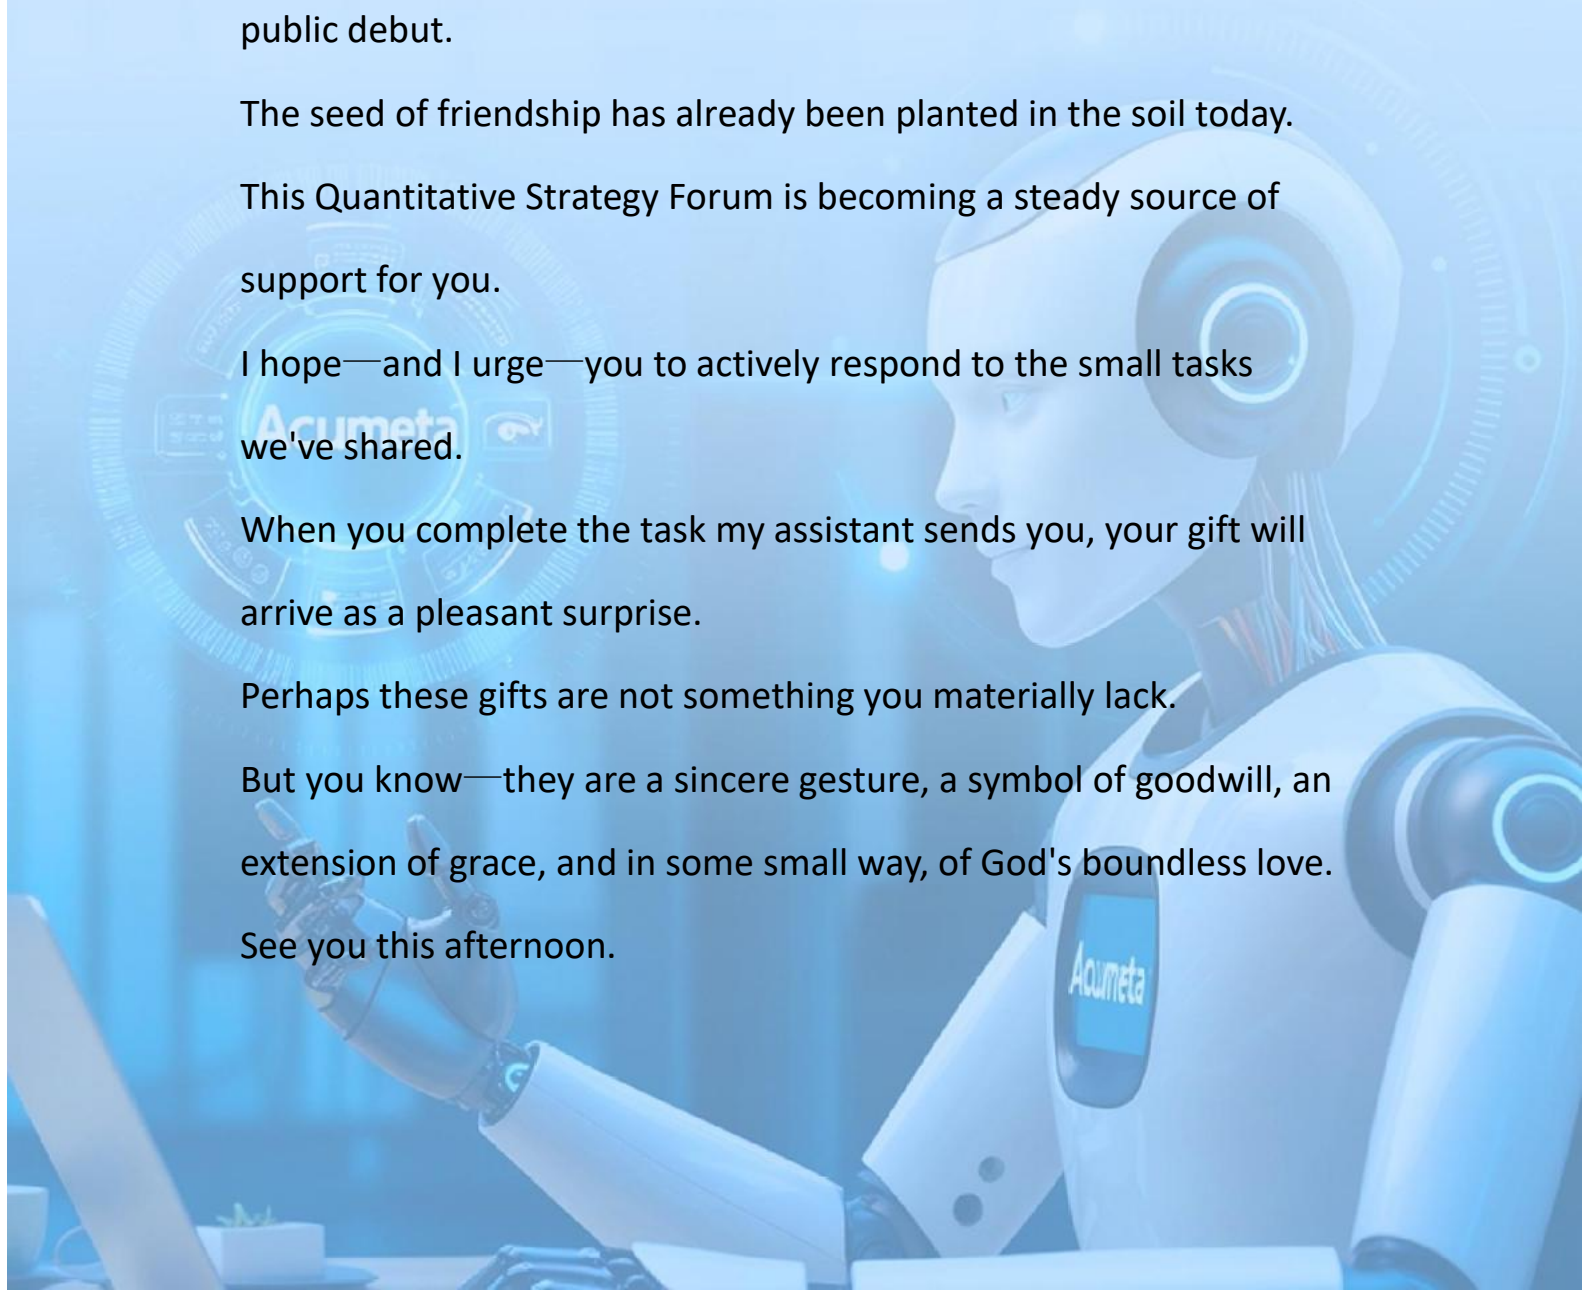 public debut.
The seed of friendship has already been planted in the soil today.
This Quantitative Strategy Forum is becoming a steady source of
support for you.
I hope—and I urge—you to actively respond to the small tasks
Acumeta
we've shared.
When you complete the task my assistant sends you, your gift will
arrive as a pleasant surprise.
Perhaps these gifts are not something you materially lack.
But you know—they are a sincere gesture, a symbol of goodwill, an
extension of grace, and in some small way, of God's boundless love.
See you this afternoon.
Acumeta